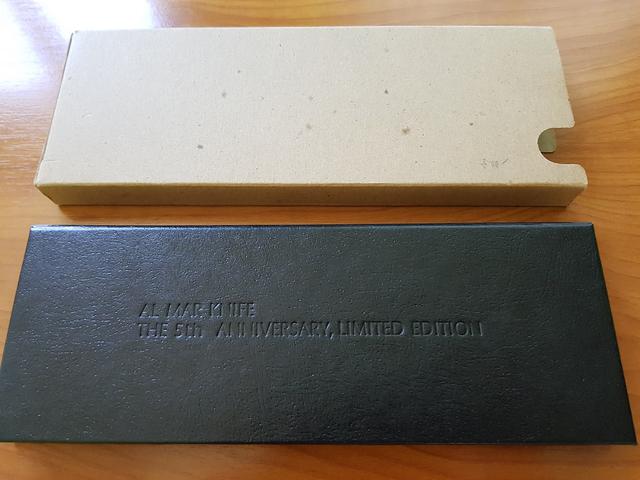 AL MAR KNIFE
THE 5th ANNIVERSARY, LIMITED EDITION